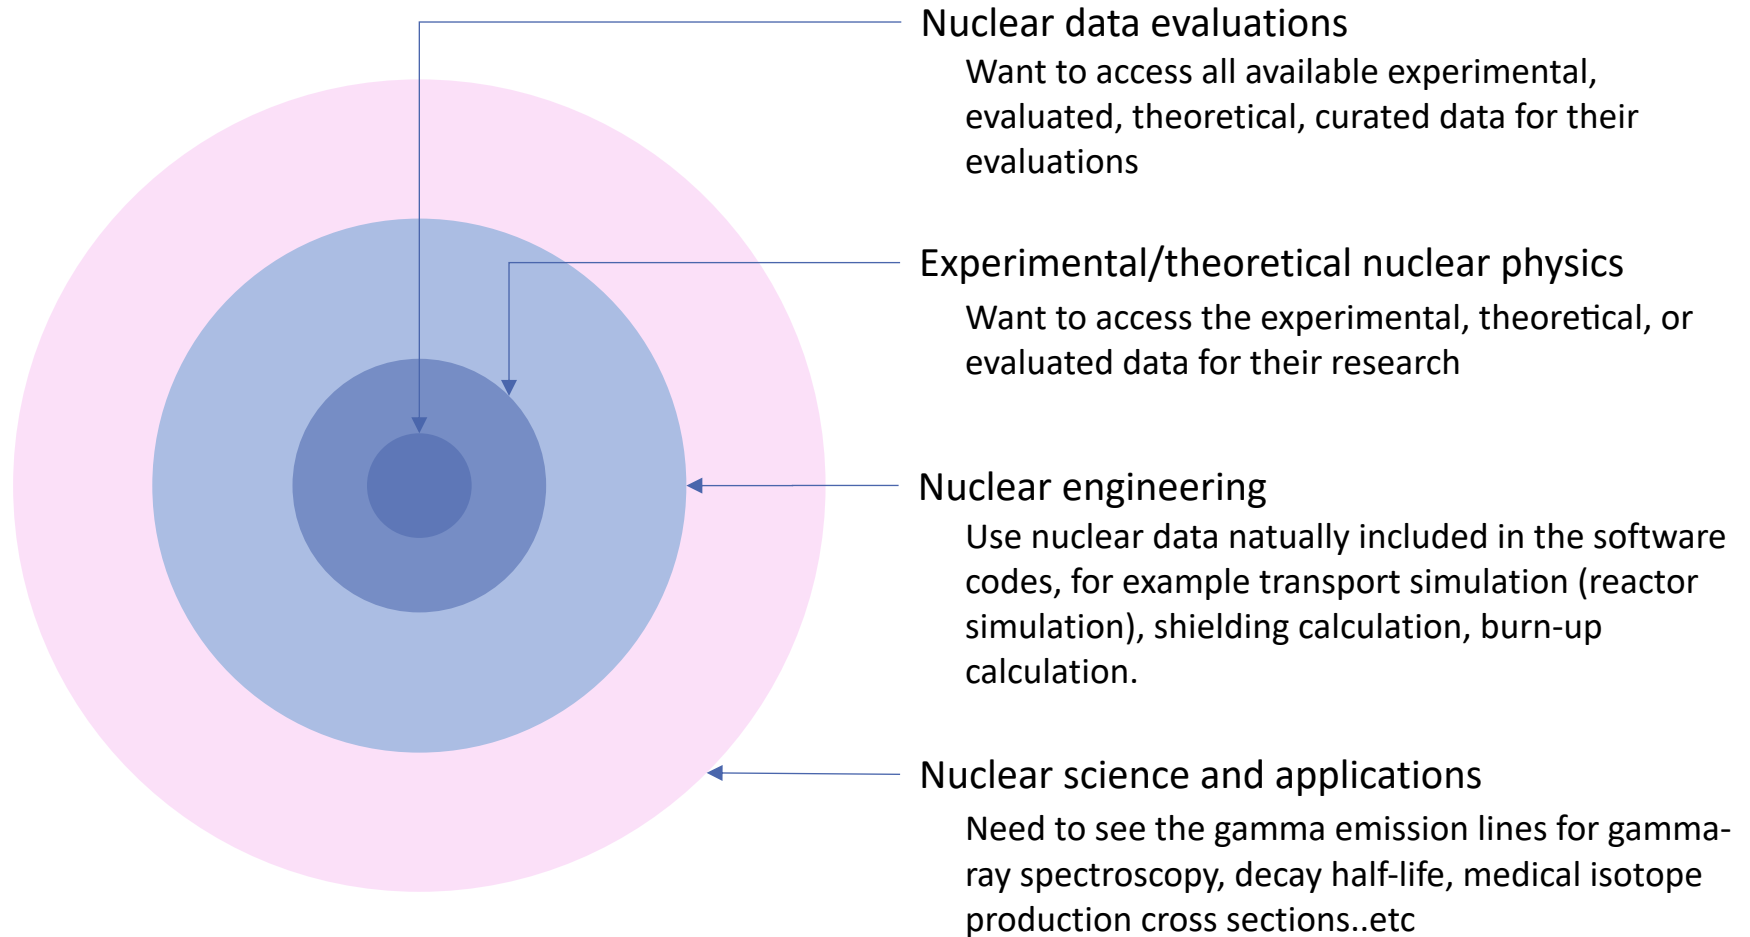 Nuclear data evaluations
Want to access all available experimental,
evaluated, theoretical, curated data for their
evaluations
Experimental/theoretical nuclear physics
Want to access the experimental, theoretical, or
evaluated data for their research
Nuclear engineering
Use nuclear data natually included in the software
codes, for example transport simulation (reactor
simulation), shielding calculation, burn-up
calculation.
Nuclear science and applications
Need to see the gamma emission lines for gamma-
ray spectroscopy, decay half-life, medical isotope
production cross sections..etc